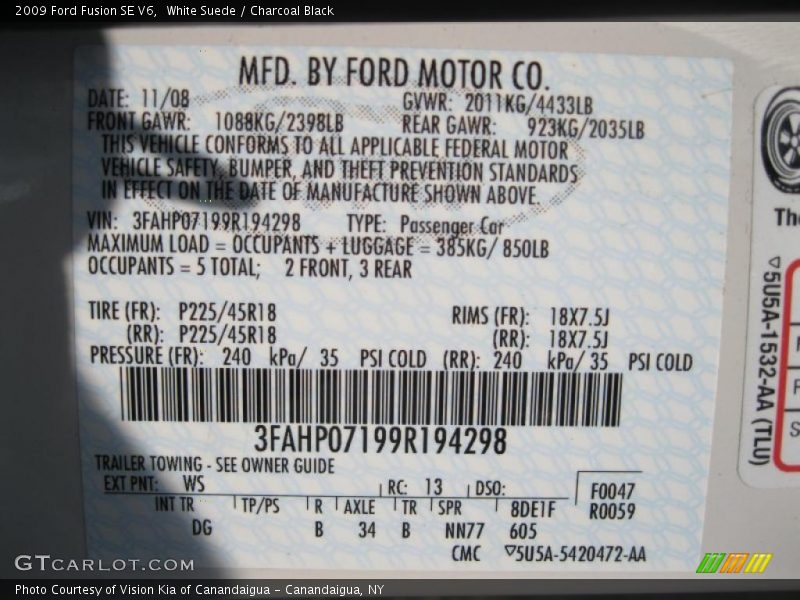 2009 Ford Fusion SE V6,  White Suede / Charcoal Black
MFD. BY FORD MOTOR CO.
DATE: 11/08 GVWR: 2011KG/4433LB
FRONT GAWR: 1088KG/2398LB REAR GAWR: 923KG/2035LB
THIS VEHICLE CONFORMS TO ALL APPLICABLE FEDERAL MOTOR
VEHICLE SAFETY, BUMPER, AND THEFT PREVENTION STANDARDS
IN EFFECT ON THE DATE OF MANUFACTURE SHOWN ABOVE.
VIN: 3FAHP07199R194298 TYPE: Passenger Car
MAXIMUM LOAD = OCCUPANTS + LUGGAGE = 385KG/ 850LB
OCCUPANTS = 5 TOTAL; 2 FRONT, 3 REAR
TIRE (FR): P225/45R18 RIMS (FR): 18X7.5J
(RR): P225/45R18 (RR): 18X7.5J
PRESSURE (FR): 240 kPa/ 35 PSI COLD (RR): 240 kPa/ 35 PSI COLD
3FAHP07199R194298
TRAILER TOWING - SEE OWNER GUIDE
EXT PNT: WS RC: 13 DSO: F0047
INT TR TP/PS R AXLE TR SPR 8DE1F R0059
DG B 34 B NN77 605
CMC ▽5U5A-5420472-AA
The
▽5U5A-1532-AA (TLU)
GTCARLOT.COM
Photo Courtesy of Vision Kia of Canandaigua – Canandaigua, NY